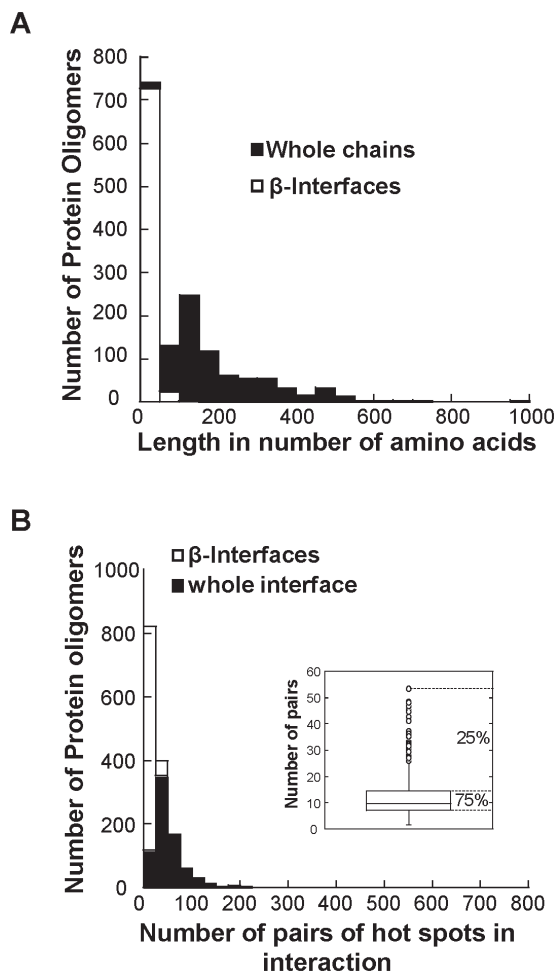 A
Number of Protein Oligomers
800
700
600
500
400
300
200
100
0
Whole chains
β-Interfaces
0 200 400 600 800 1000
Length in number of amino acids
B
Number of Protein oligomers
1000
800
600
400
200
0
β-Interfaces
whole interface
Number of pairs
60
50
40
30
20
10
0
25%
75%
0 100 200 300 400 500 600 700 800
Number of pairs of hot spots in
interaction